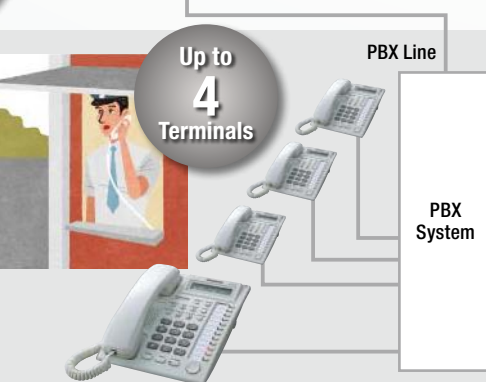 Up to
4
Terminals
PBX Line
PBX
System